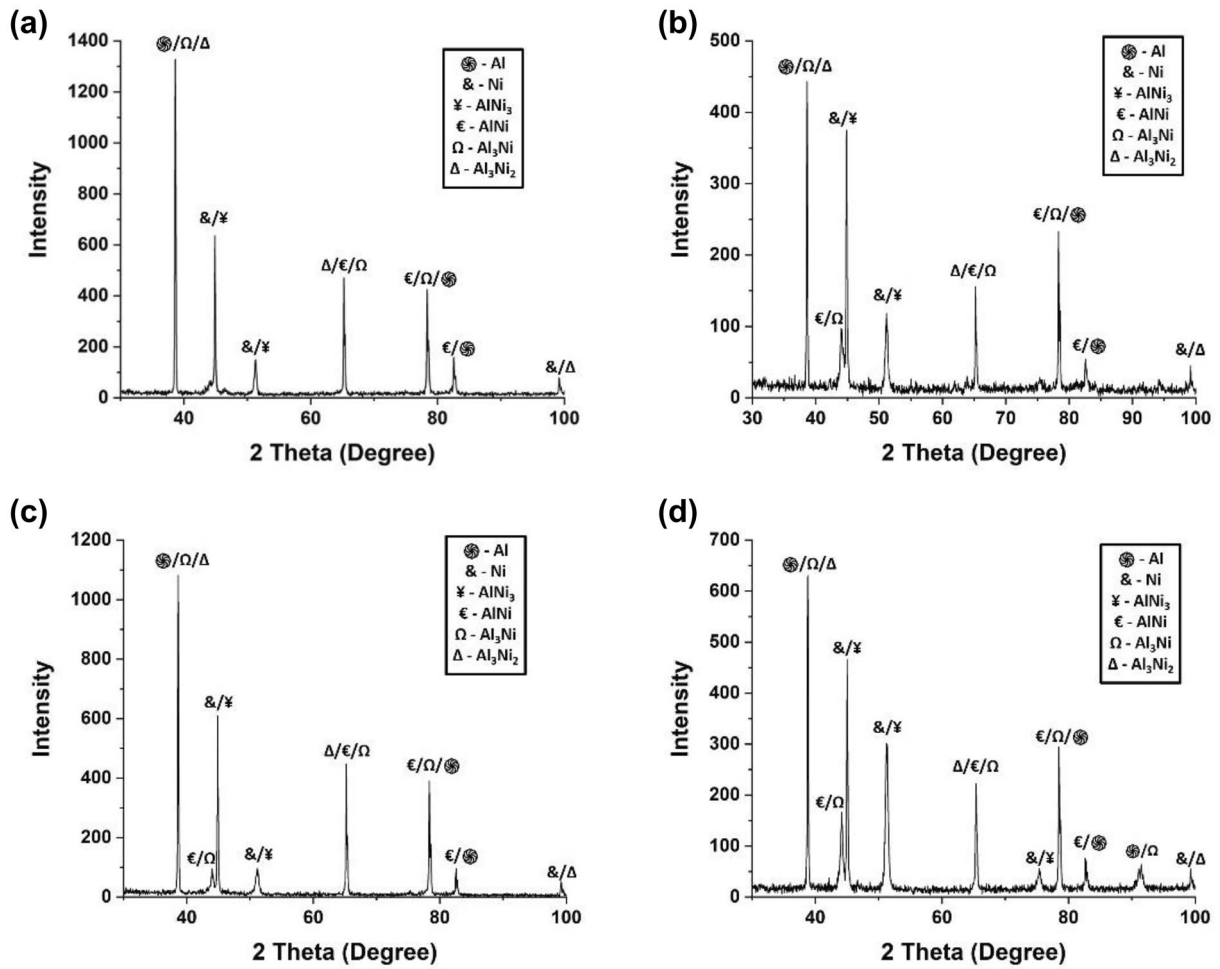 (a)
1400
1200
1000
800
600
400
200
0
40
60
80
100
Intensity
2 Theta (Degree)
֍/Ω/Δ
&/¥
&/¥
Δ/€/Ω
€/Ω/֍
€/֍
&/Δ
֍ - Al
& - Ni
¥ - AlNi₃
€ - AlNi
Ω - Al₃Ni
Δ - Al₃Ni₂
(b)
500
400
300
200
100
0
30
40
50
60
70
80
90
100
Intensity
2 Theta (Degree)
֍/Ω/Δ
€/Ω
&/¥
&/¥
Δ/€/Ω
€/Ω/֍
€/֍
&/Δ
֍ - Al
& - Ni
¥ - AlNi₃
€ - AlNi
Ω - Al₃Ni
Δ - Al₃Ni₂
(c)
1200
1000
800
600
400
200
0
40
60
80
100
Intensity
2 Theta (Degree)
֍/Ω/Δ
€/Ω
&/¥
&/¥
Δ/€/Ω
€/Ω/֍
€/֍
&/Δ
֍ - Al
& - Ni
¥ - AlNi₃
€ - AlNi
Ω - Al₃Ni
Δ - Al₃Ni₂
(d)
700
600
500
400
300
200
100
0
40
60
80
100
Intensity
2 Theta (Degree)
֍/Ω/Δ
€/Ω
&/¥
&/¥
Δ/€/Ω
&/¥
€/Ω/֍
€/֍
֍/Ω
&/Δ
֍ - Al
& - Ni
¥ - AlNi₃
€ - AlNi
Ω - Al₃Ni
Δ - Al₃Ni₂